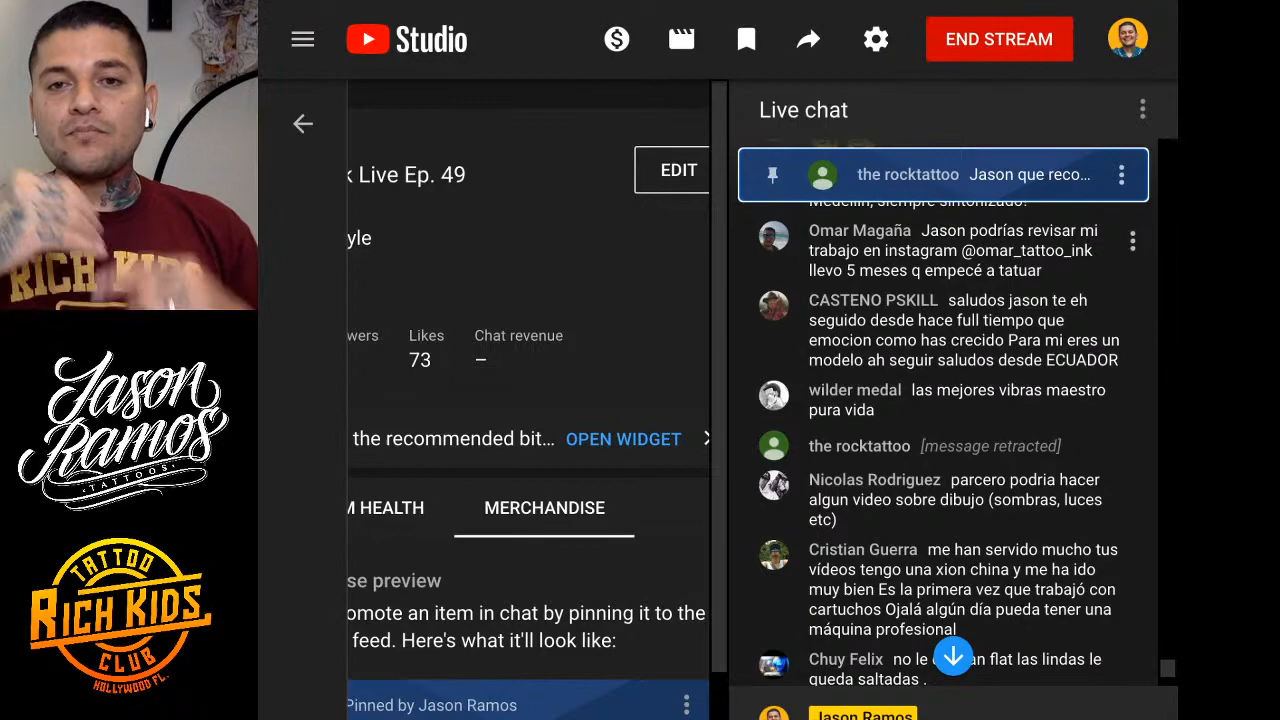 Studio
END STREAM
k Live Ep. 49
EDIT
yle
wers
Likes
Chat revenue
73
–
the recommended bit...
OPEN WIDGET
M HEALTH
MERCHANDISE
se preview
omote an item in chat by pinning it to the
feed. Here's what it'll look like:
Pinned by Jason Ramos
Live chat
the rocktattoo Jason que reco...
Medellin, siempre sintonizado!
Omar Magaña Jason podrías revisar mi
trabajo en instagram @omar_tattoo_ink
llevo 5 meses q empecé a tatuar
CASTENO PSKILL saludos jason te eh
seguido desde hace full tiempo que
emocion como has crecido Para mi eres un
modelo ah seguir saludos desde ECUADOR
wilder medal las mejores vibras maestro
pura vida
the rocktattoo [message retracted]
Nicolas Rodriguez parcero podria hacer
algun video sobre dibujo (sombras, luces
etc)
Cristian Guerra me han servido mucho tus
vídeos tengo una xion china y me ha ido
muy bien Es la primera vez que trabajó con
cartuchos Ojalá algún día pueda tener una
máquina profesional
Chuy Felix no le flat las lindas le
queda saltadas .
Jason Ramos
RICH KIDS
Jason
Ramos
TATTOOS
TATTOO
RICH KIDS
CLUB
HOLLYWOOD FL.